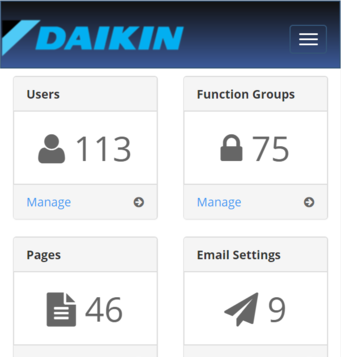 DAIKIN
Users
113
Manage
Function Groups
75
Manage
Pages
46
Email Settings
9